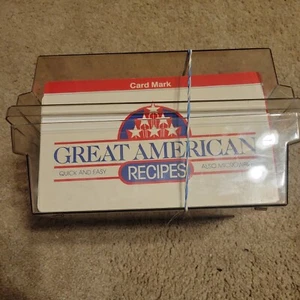 Card Mark
GREAT AMERICAN
QUICK AND EASY
RECIPES